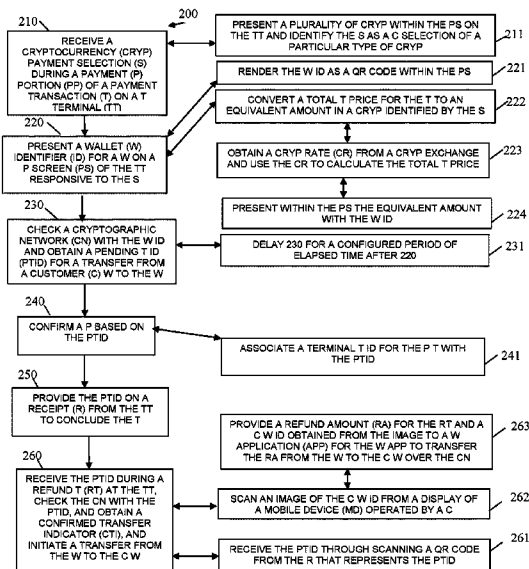 200
210
RECEIVE A
CRYPTOCURRENCY (CRYP)
PAYMENT SELECTION (S)
DURING A PAYMENT (P)
PORTION (PP) OF A PAYMENT
TRANSACTION (T) ON A T
TERMINAL (TT)
PRESENT A PLURALITY OF CRYP WITHIN THE PS ON
THE TT AND IDENTIFY THE S AS A C SELECTION OF A
PARTICULAR TYPE OF CRYP
211
RENDER THE W ID AS A QR CODE WITHIN THE PS
221
CONVERT A TOTAL T PRICE FOR THE T TO AN
EQUIVALENT AMOUNT IN A CRYP IDENTIFIED BY THE S
222
220
PRESENT A WALLET (W)
IDENTIFIER (ID) FOR A W ON A
P SCREEN (PS) OF THE TT
RESPONSIVE TO THE S
OBTAIN A CRYP RATE (CR) FROM A CRYP EXCHANGE
AND USE THE CR TO CALCULATE THE TOTAL T PRICE
223
PRESENT WITHIN THE PS THE EQUIVALENT AMOUNT
WITH THE W ID
224
230
CHECK A CRYPTOGRAPHIC
NETWORK (CN) WITH THE W ID
AND OBTAIN A PENDING T ID
(PTID) FOR A TRANSFER FROM
A CUSTOMER (C) W TO THE W
DELAY 230 FOR A CONFIGURED PERIOD OF
ELAPSED TIME AFTER 220
231
240
CONFIRM A P BASED ON
THE PTID
ASSOCIATE A TERMINAL T ID FOR THE P T WITH
THE PTID
241
250
PROVIDE THE PTID ON A
RECEIPT (R) FROM THE TT
TO CONCLUDE THE T
PROVIDE A REFUND AMOUNT (RA) FOR THE RT AND A
C W ID OBTAINED FROM THE IMAGE TO A W
APPLICATION (APP) FOR THE W APP TO TRANSFER
THE RA FROM THE W TO THE C W OVER THE CN
263
260
RECEIVE THE PTID DURING A
REFUND T (RT) AT THE TT,
CHECK THE CN WITH THE
PTID, AND OBTAIN A
CONFIRMED TRANSFER
INDICATOR (CTI), AND
INITIATE A TRANSFER FROM
THE W TO THE C W
SCAN AN IMAGE OF THE C W ID FROM A DISPLAY OF
A MOBILE DEVICE (MD) OPERATED BY A C
262
RECEIVE THE PTID THROUGH SCANNING A QR CODE
FROM THE R THAT REPRESENTS THE PTID
261